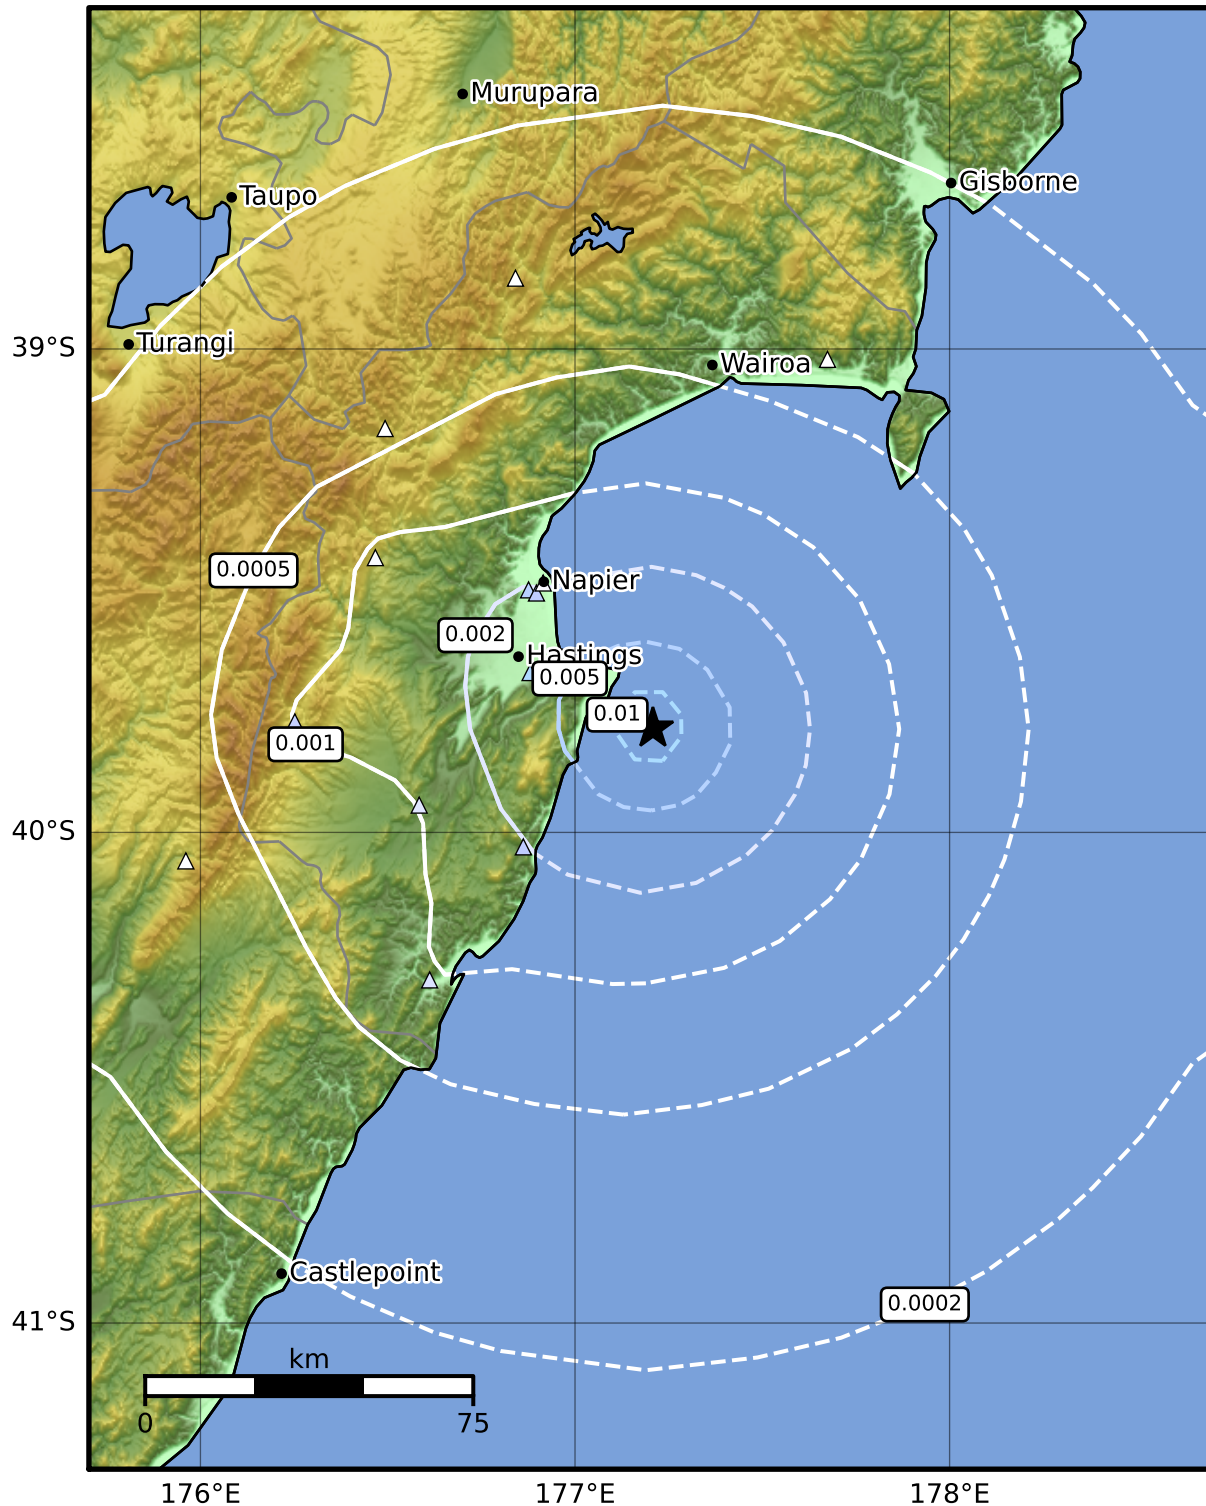 Murupara
Taupo
Gisborne
Turangi
39°S
Wairoa
0.0005
Napier
0.002
Hastings
0.005
0.01
0.001
40°S
Castlepoint
0.0002
41°S
km
0
75
176°E
177°E
178°E